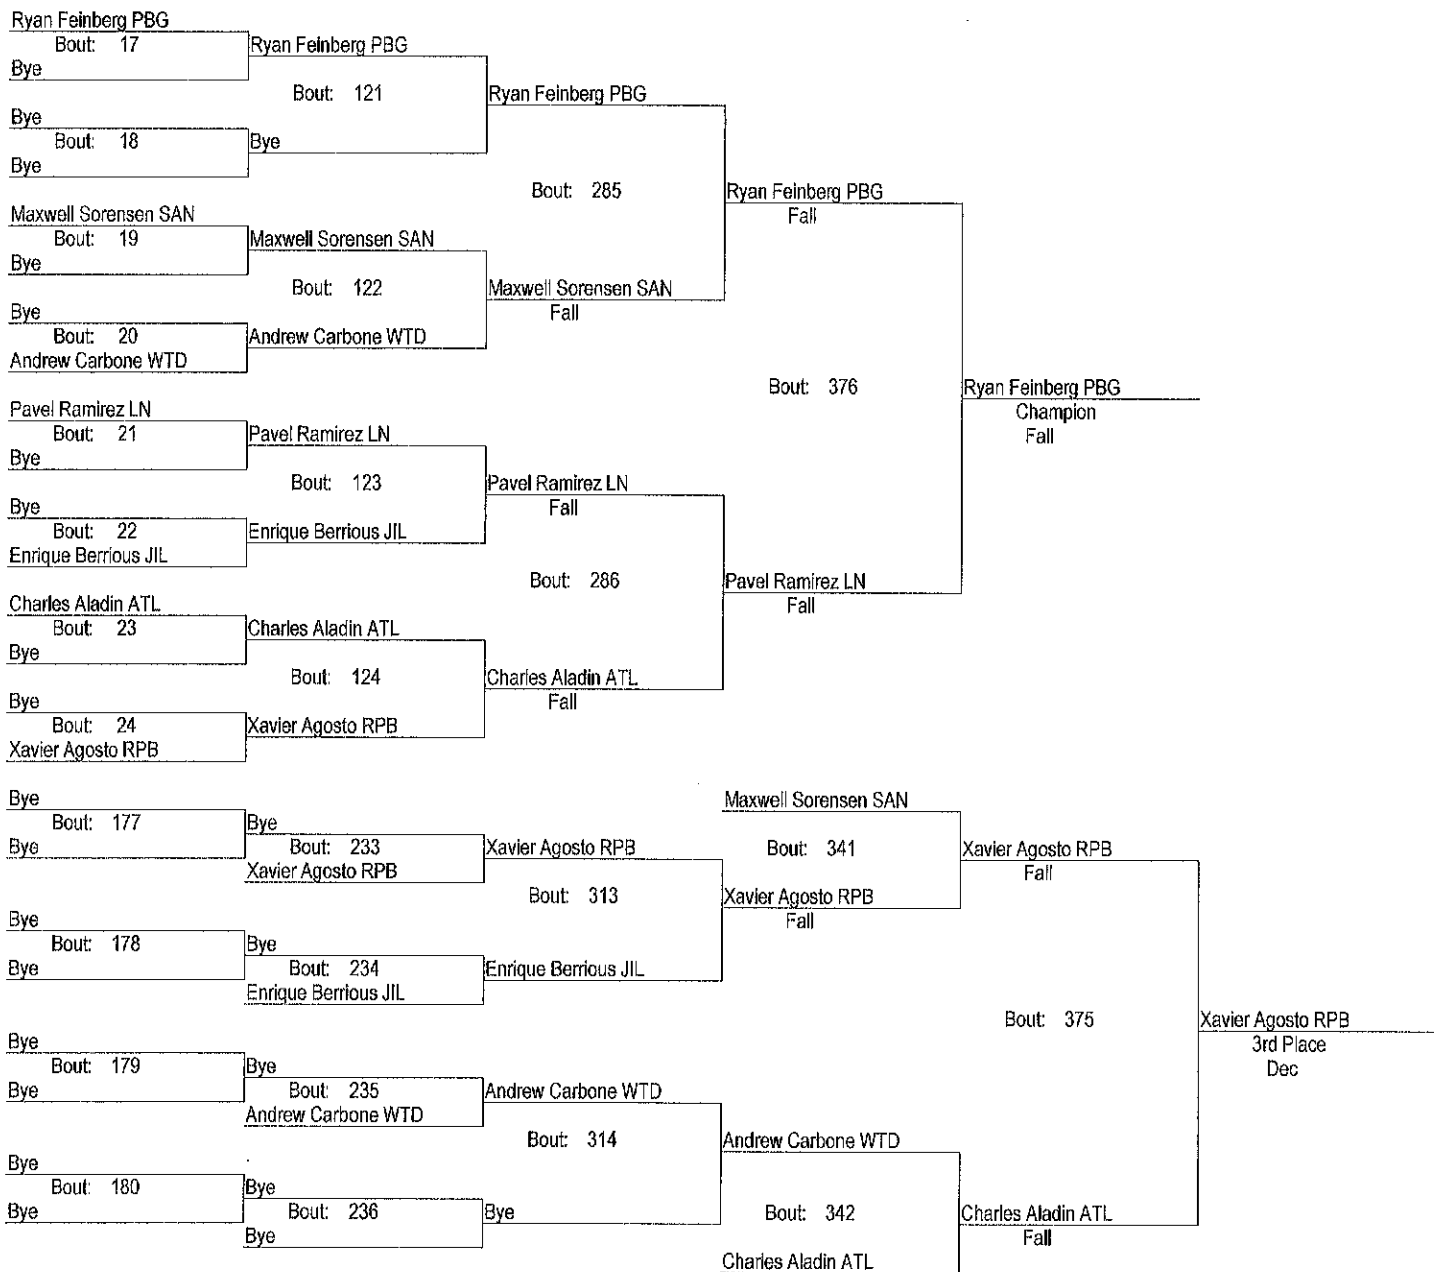 Ryan Feinberg PBG
Bout: 17
Bye
Ryan Feinberg PBG
Bout: 121
Bye
Bout: 18
Bye
Bye
Ryan Feinberg PBG
Bout: 285
Maxwell Sorensen SAN
Bout: 19
Bye
Maxwell Sorensen SAN
Bout: 122
Bye
Bout: 20
Andrew Carbone WTD
Andrew Carbone WTD
Maxwell Sorensen SAN
Fall
Ryan Feinberg PBG
Fall
Bout: 376
Pavel Ramirez LN
Bout: 21
Bye
Pavel Ramirez LN
Bout: 123
Bye
Bout: 22
Enrique Berrious JIL
Enrique Berrious JIL
Pavel Ramirez LN
Fall
Bout: 286
Charles Aladin ATL
Bout: 23
Bye
Charles Aladin ATL
Bout: 124
Bye
Bout: 24
Xavier Agosto RPB
Xavier Agosto RPB
Charles Aladin ATL
Fall
Pavel Ramirez LN
Fall
Ryan Feinberg PBG
Champion
Fall
Bye
Bout: 177
Bye
Bye
Bout: 233
Xavier Agosto RPB
Xavier Agosto RPB
Bout: 313
Bye
Bout: 178
Bye
Bye
Bout: 234
Enrique Berrious JIL
Enrique Berrious JIL
Maxwell Sorensen SAN
Bout: 341
Xavier Agosto RPB
Fall
Xavier Agosto RPB
Fall
Bout: 375
Bye
Bout: 179
Bye
Bye
Bout: 235
Andrew Carbone WTD
Andrew Carbone WTD
Bout: 314
Bye
Bout: 180
Bye
Bye
Bout: 236
Bye
Bye
Andrew Carbone WTD
Bout: 342
Charles Aladin ATL
Charles Aladin ATL
Fall
Xavier Agosto RPB
3rd Place
Dec